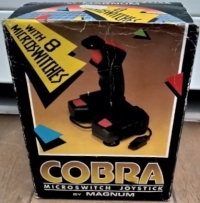 WITH 8
MICROSWITCHES
COBRA
MICROSWITCH JOYSTICK
BY MAGNUM